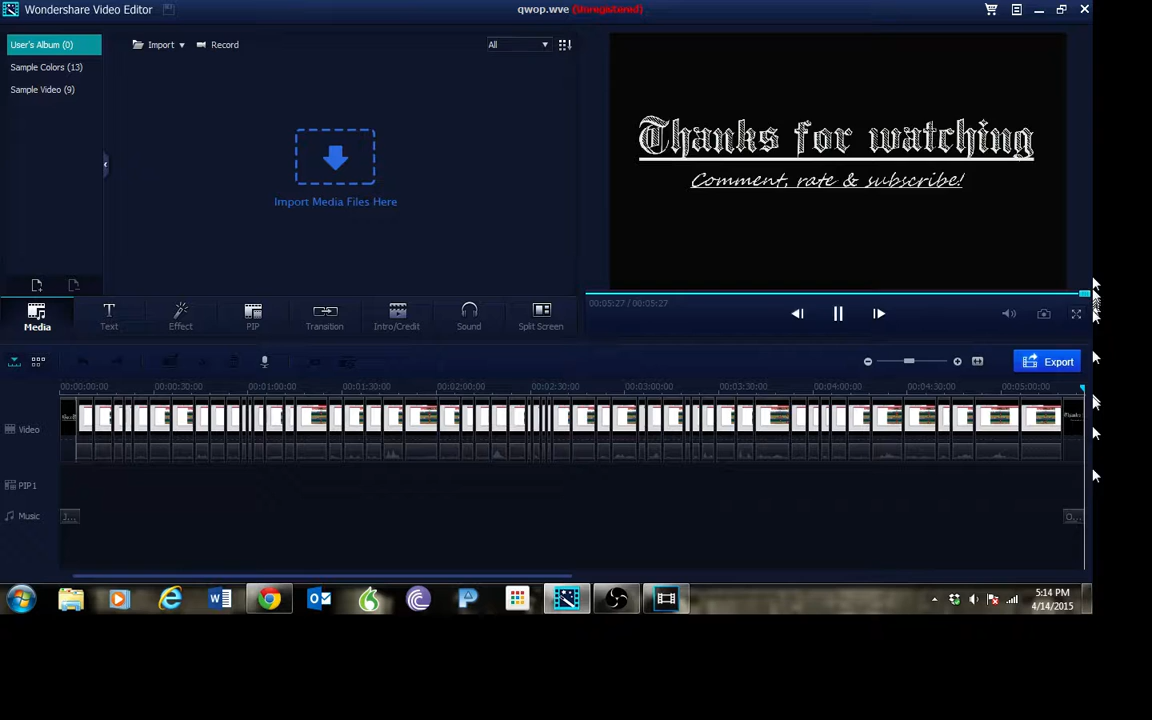 Wondershare Video Editor
qwop.wve (Unregistered)
User's Album (0)
Sample Colors (13)
Sample Video (9)
Import
Record
All
Import Media Files Here
Thanks for watching
Comment, rate & subscribe!
00:05:27 / 00:05:27
Media
Text
Effect
PIP
Transition
Intro/Credit
Sound
Split Screen
Export
00:00:00:00
00:00:30:00
00:01:00:00
00:01:30:00
00:02:00:00
00:02:30:00
00:03:00:00
00:03:30:00
00:04:00:00
00:04:30:00
00:05:00:00
Video
PIP1
Music
J...
O...
5:14 PM
4/14/2015